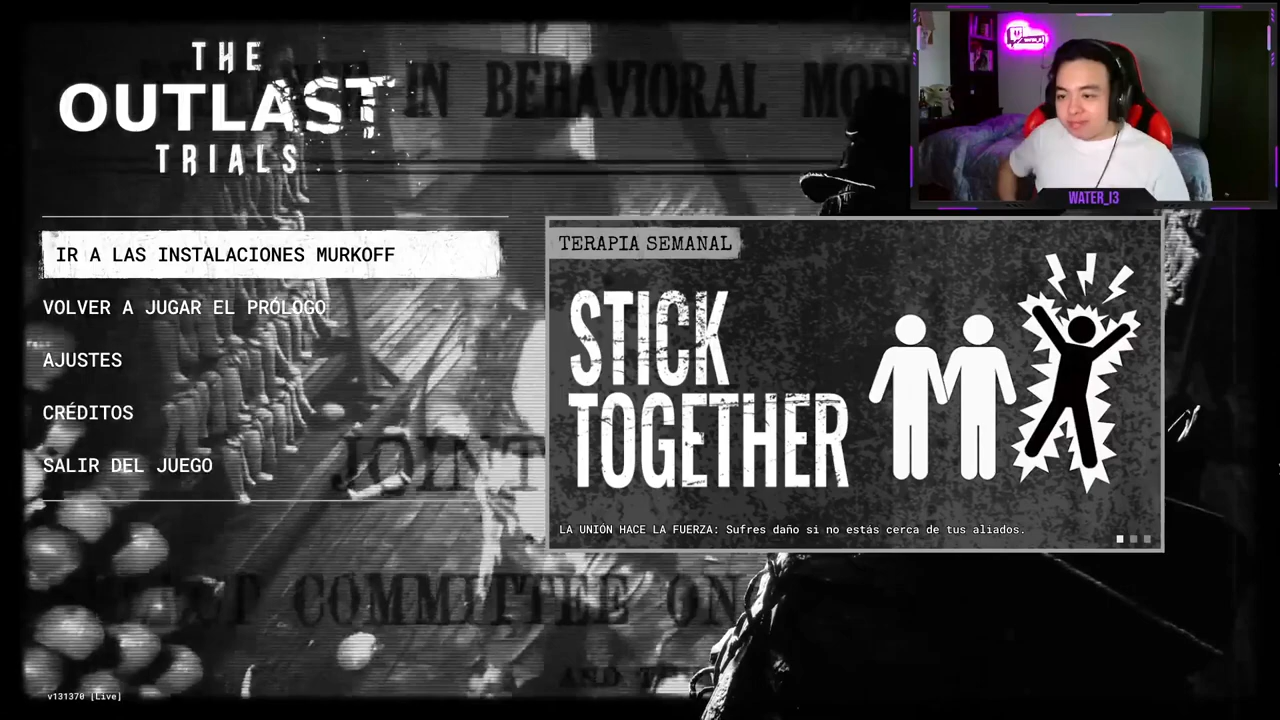 THE
OUTLAST
TRIALS
IN BEHAVIORAL
WATER_I3
IR A LAS INSTALACIONES MURKOFF
VOLVER A JUGAR EL PRÓLOGO
AJUSTES
CRÉDITOS
SALIR DEL JUEGO
TERAPIA SEMANAL
STICK
TOGETHER
LA UNIÓN HACE LA FUERZA: Sufres daño si no estás cerca de tus aliados.
JOINT
COMMITTEE ON
v131370 [Live]